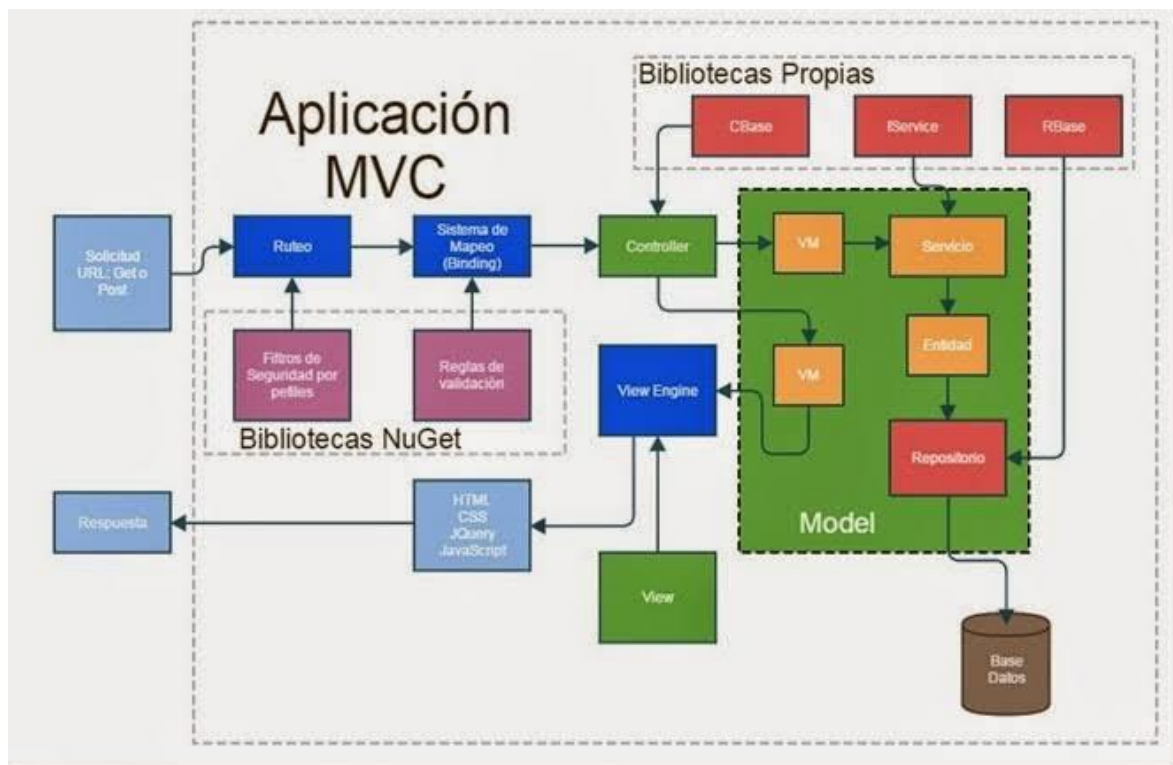 Aplicación
MVC
Bibliotecas Propias
CBase
IService
RBase
Solicitud
URL: Get o
Post
Ruteo
Sistema de
Mapeo
(Binding)
Controller
VM
Servicio
Filtros de
Seguridad por
pefiles
Reglas de
validación
Bibliotecas NuGet
View Engine
VM
Entidad
Repositorio
Model
Respuesta
HTML
CSS
JQuery
JavaScript
View
Base
Datos